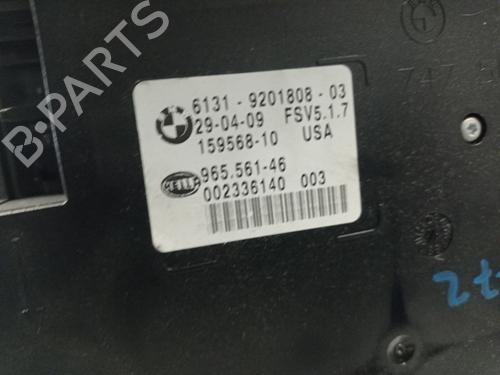 6131 - 9201808 - 03
29-04-09 FSV5.1.7
159568-10 USA
HELLA
965.561-46
002336140 003
B-PARTS